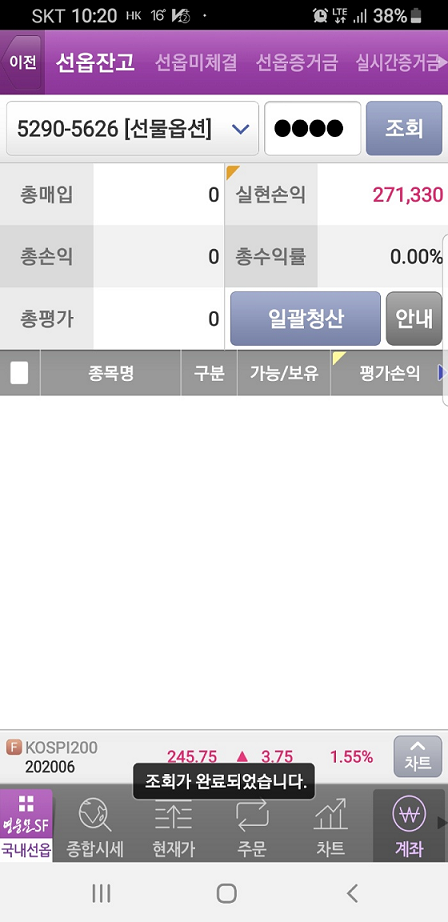 SKT 10:20 HK 16° LTE 38%
이전 선옵잔고 선옵미체결 선옵증거금 실시간증거금
5290-5626 [선물옵션] ●●●● 조회
총매입 0 실현손익 271,330
총손익 0 총수익률 0.00%
총평가 0 일괄청산 안내
종목명 구분 가능/보유 평가손익
F KOSPI200
202006 245.75 ▲ 3.75 1.55% 차트
조회가 완료되었습니다.
영웅문SF
국내선옵 종합시세 현재가 주문 차트 계좌